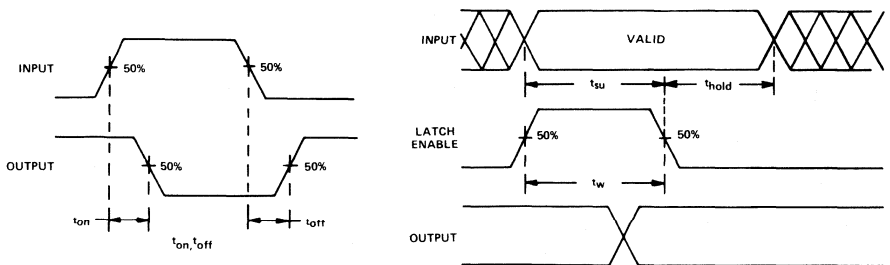 INPUT
50%
50%
OUTPUT
50%
50%
ton
toff
ton,toff
INPUT
VALID
tsu
thold
LATCH
ENABLE
50%
50%
tw
OUTPUT